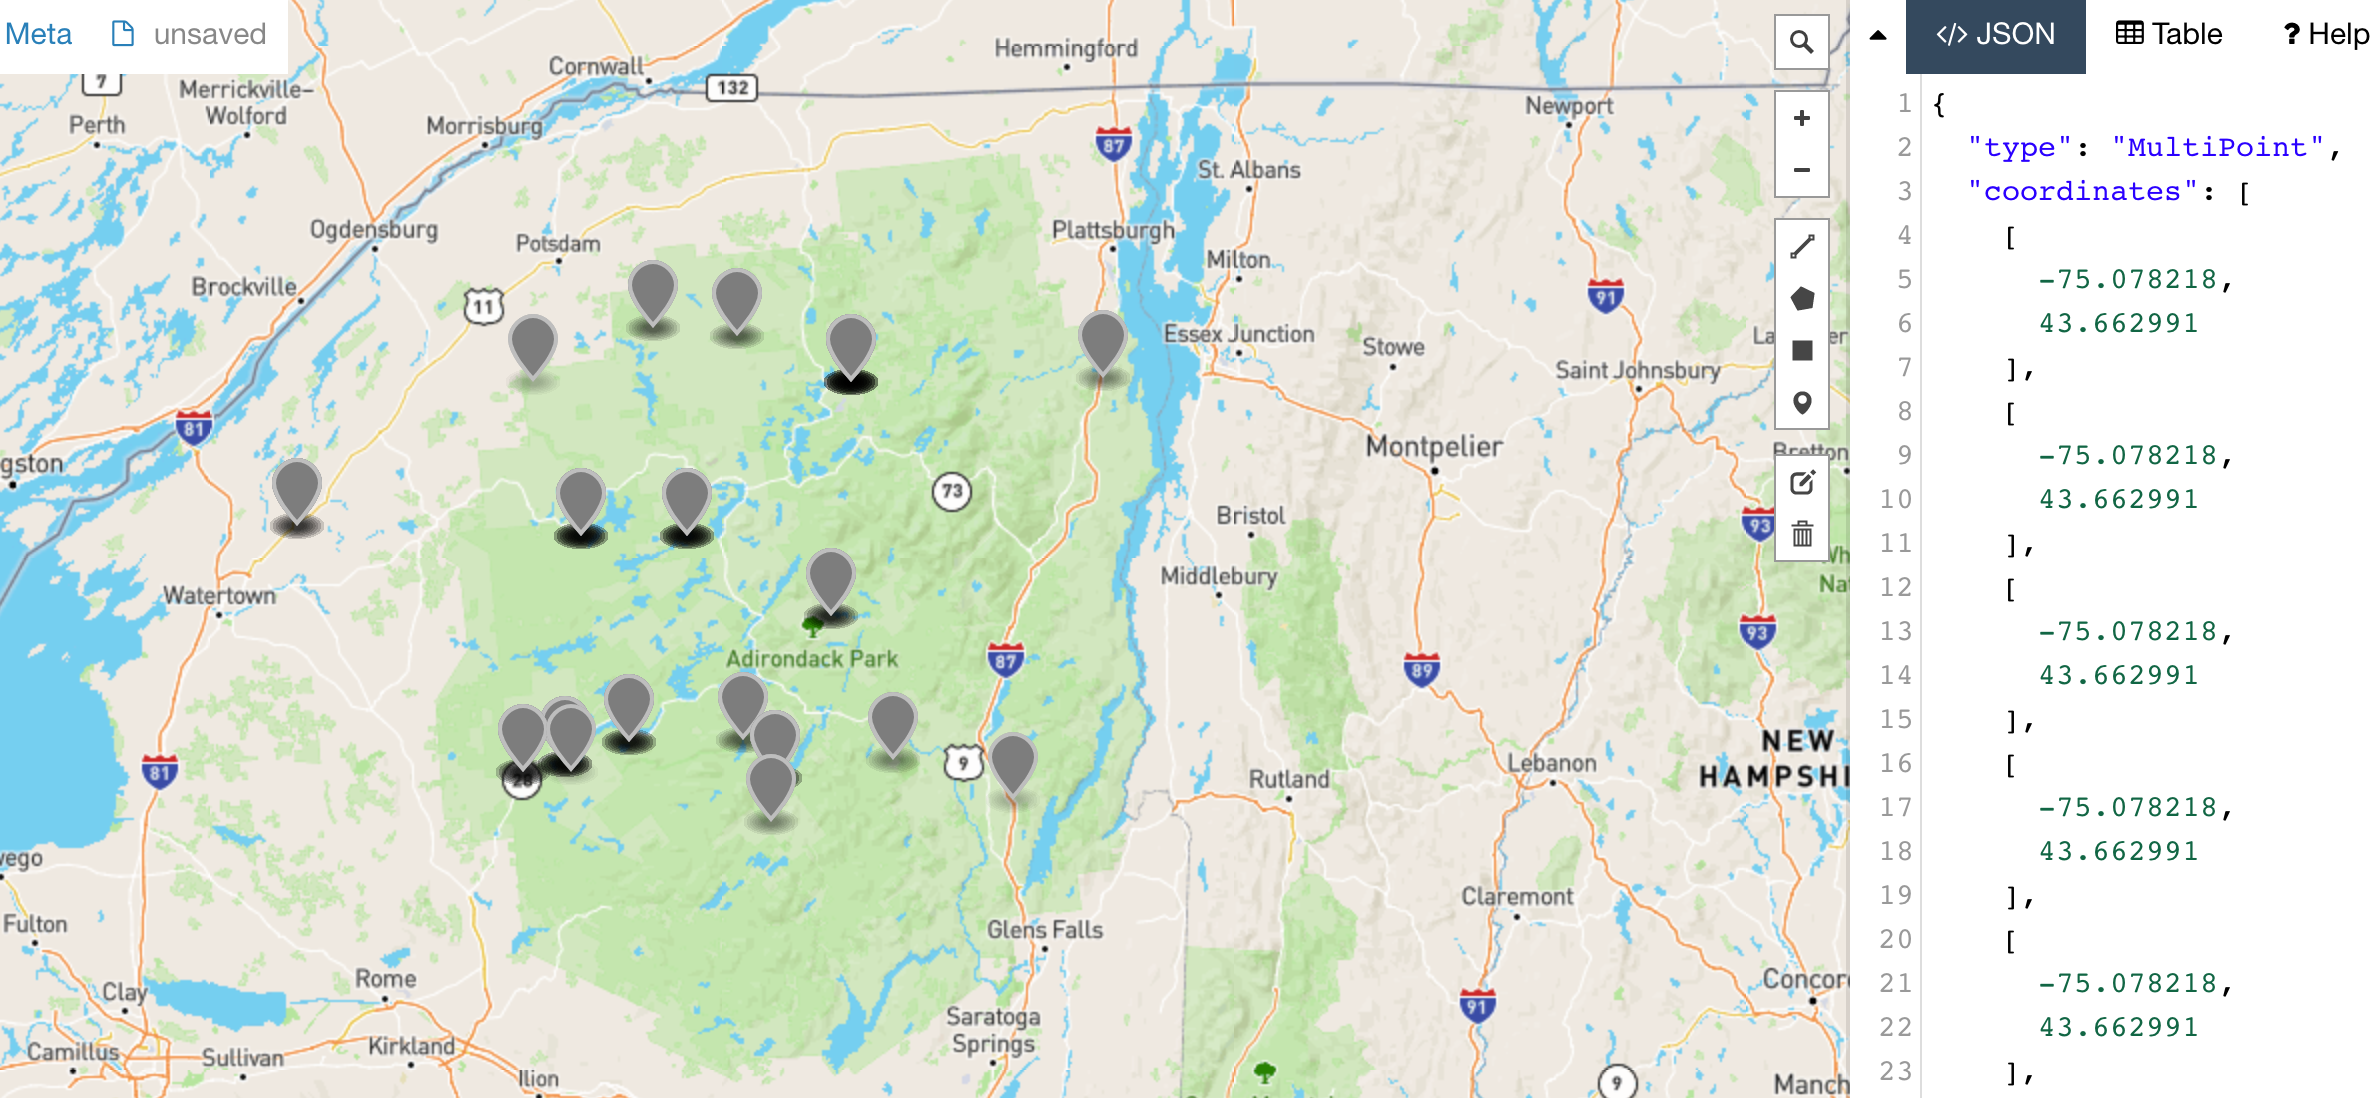 Meta unsaved
</> JSON
Table
? Help
7
Merrickville–
Wolford
Perth
Cornwall
132
Hemmingford
Morrisburg
87
Newport
St. Albans
Ogdensburg
Potsdam
Plattsburgh
Milton
Brockville
11
91
Essex Junction
Stowe
Saint Johnsbury
81
gston
73
Montpelier
Bretton
93
Bristol
Middlebury
Watertown
Adirondack Park
87
89
93
81
28
9
NEW
HAMPSHI
Rutland
Lebanon
wego
Fulton
Claremont
Glens Falls
Clay
Rome
Concor
91
Saratoga
Springs
Camillus
Sullivan
Kirkland
Ilion
9
Manch
1 {
2 "type": "MultiPoint",
3 "coordinates": [
4 [
5 -75.078218,
6 43.662991
7 ],
8 [
9 -75.078218,
10 43.662991
11 ],
12 [
13 -75.078218,
14 43.662991
15 ],
16 [
17 -75.078218,
18 43.662991
19 ],
20 [
21 -75.078218,
22 43.662991
23 ],